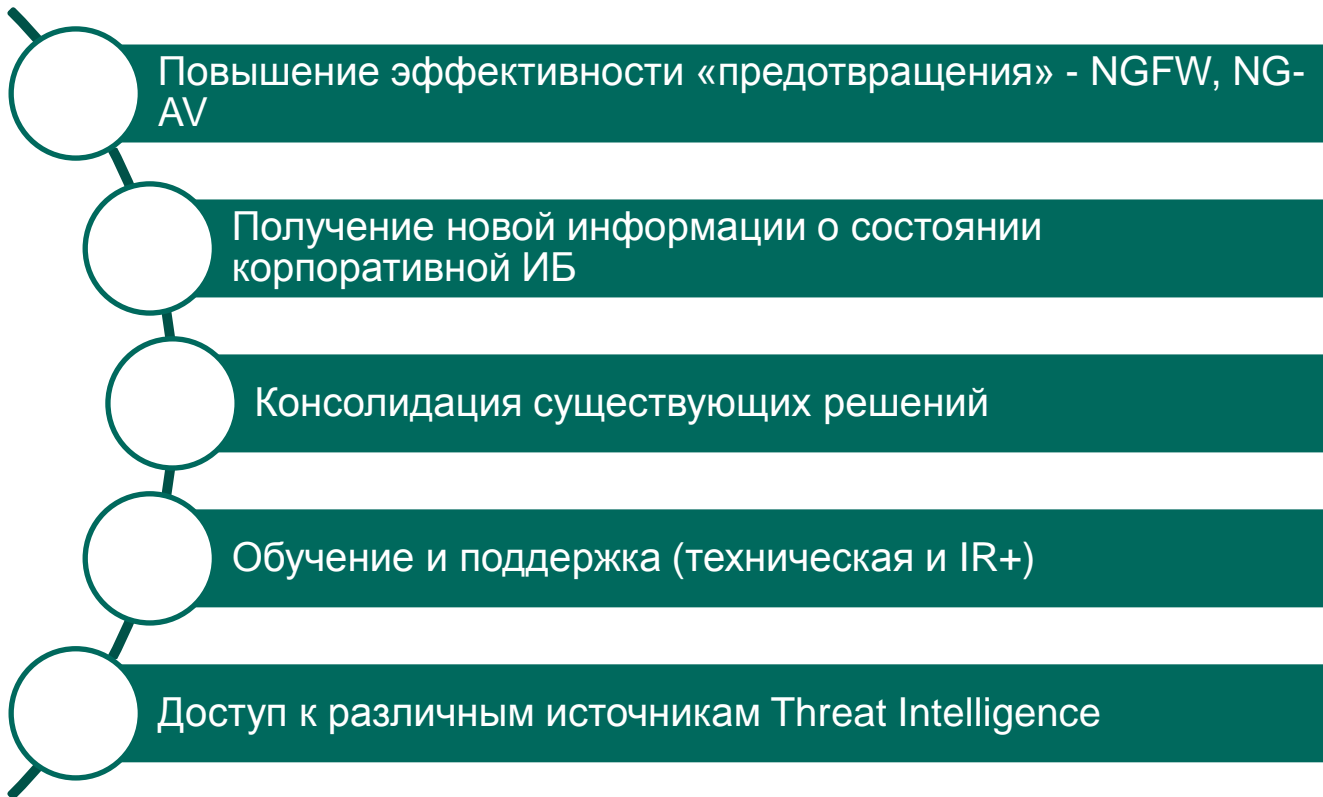 Повышение эффективности «предотвращения» - NGFW, NG-
AV
Получение новой информации о состоянии
корпоративной ИБ
Консолидация существующих решений
Обучение и поддержка (техническая и IR+)
Доступ к различным источникам Threat Intelligence